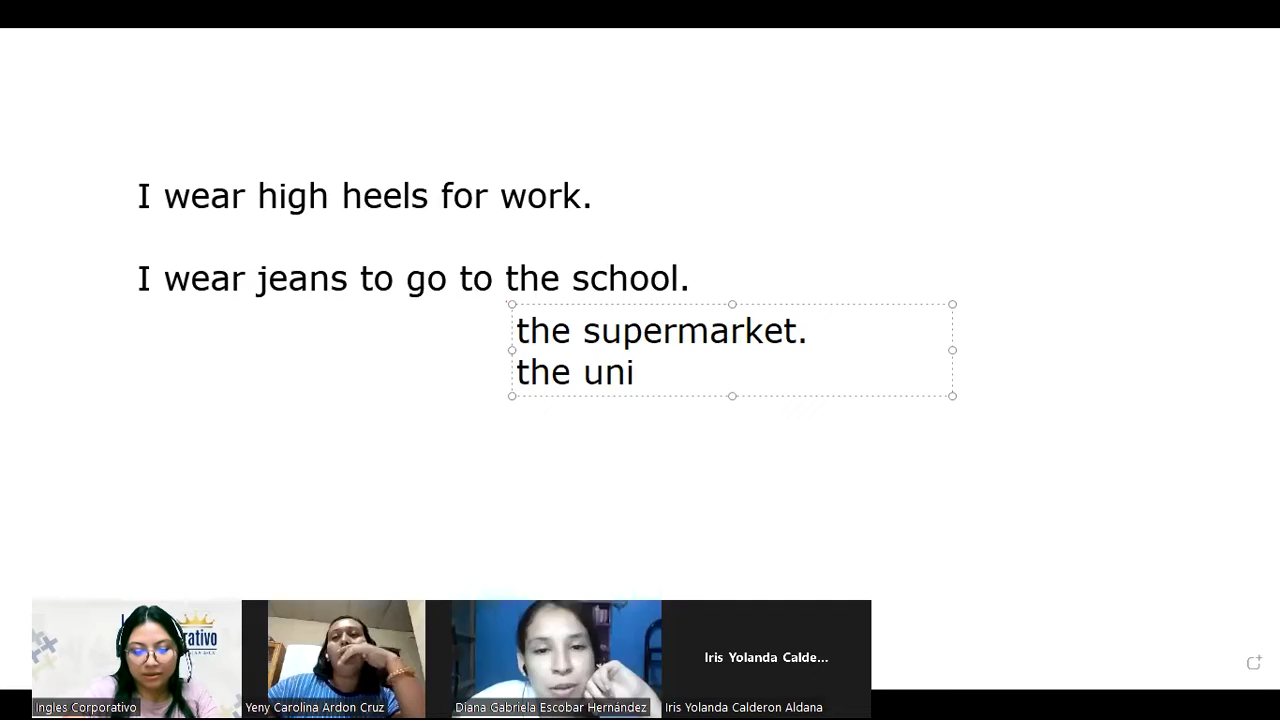 I wear high heels for work.
I wear jeans to go to the school.
the supermarket.
the uni
rativo
Iris Yolanda Calde...
Ingles Corporativo
Yeny Carolina Ardon Cruz
Diana Gabriela Escobar Hernández
Iris Yolanda Calderon Aldana